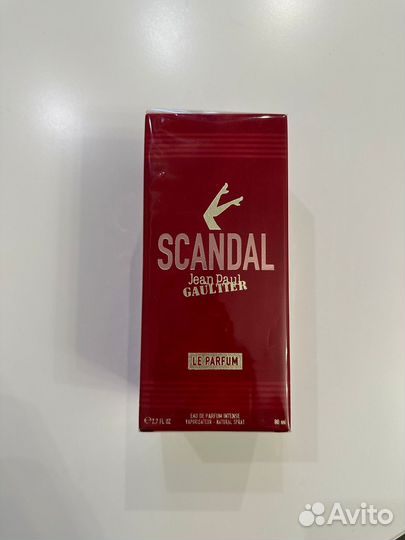 SCANDAL
Jean Paul
GAULTIER
LE PARFUM
EAU DE PARFUM INTENSE
℮ 2.7 FL OZ VAPORISATEUR - NATURAL SPRAY 80 ml
Avito